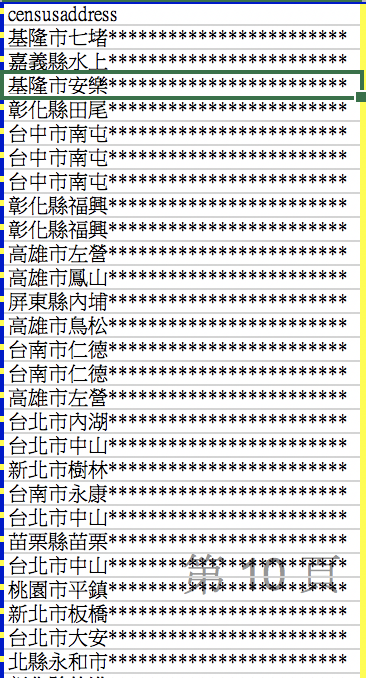 censusaddress
基隆市七堵************************
嘉義縣水上************************
基隆市安樂************************
彰化縣田尾************************
台中市南屯************************
台中市南屯************************
台中市南屯************************
彰化縣福興************************
彰化縣福興************************
高雄市左營************************
高雄市鳳山************************
屏東縣內埔************************
高雄市鳥松************************
台南市仁德************************
台南市仁德************************
高雄市左營************************
台北市內湖************************
台北市中山************************
新北市樹林************************
台南市永康************************
台北市中山************************
苗栗縣苗栗************************
台北市中山************************
第 10 頁
桃園市平鎮************************
新北市板橋************************
台北市大安************************
北縣永和市************************